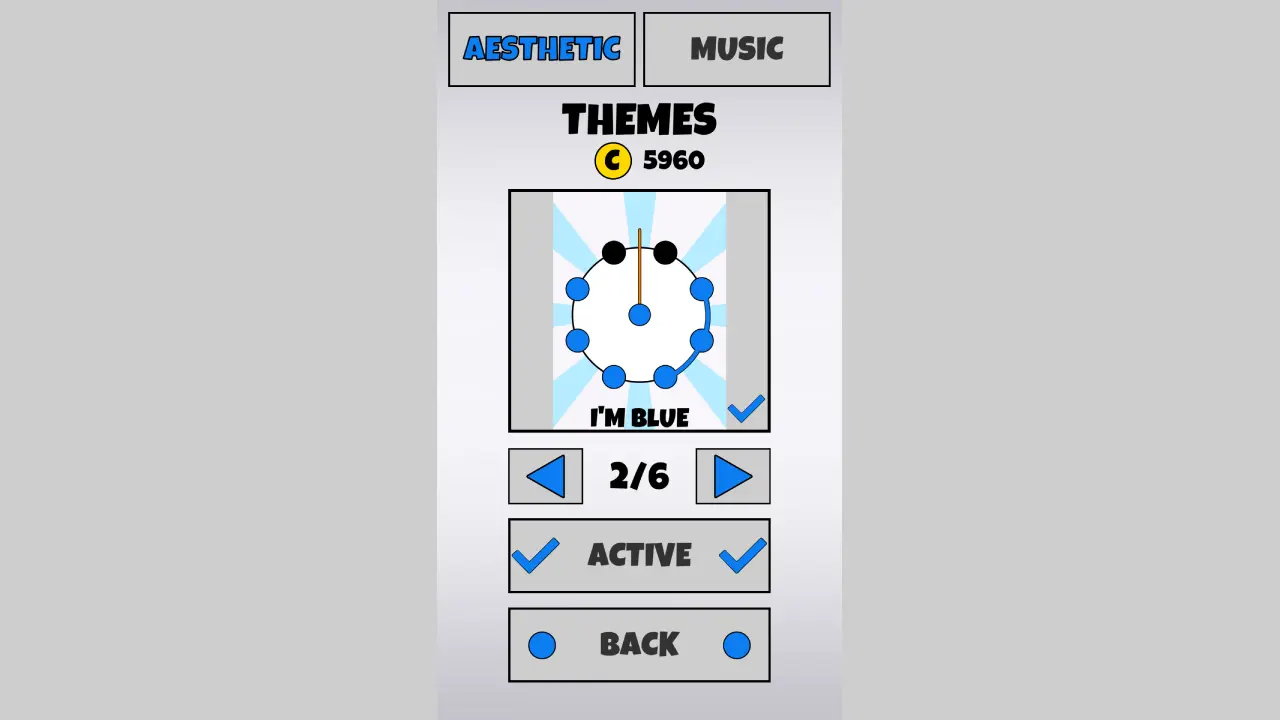 AESTHETIC
MUSIC
THEMES
C 5960
I'M BLUE
2/6
ACTIVE
BACK